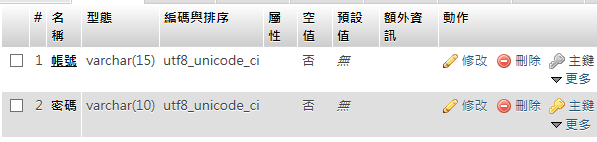 # 名稱 型態 編碼與排序 屬性 空值 預設值 額外資訊 動作
1 帳號 varchar(15) utf8_unicode_ci 否 無 修改 刪除 主鍵
更多
2 密碼 varchar(10) utf8_unicode_ci 否 無 修改 刪除 主鍵
更多